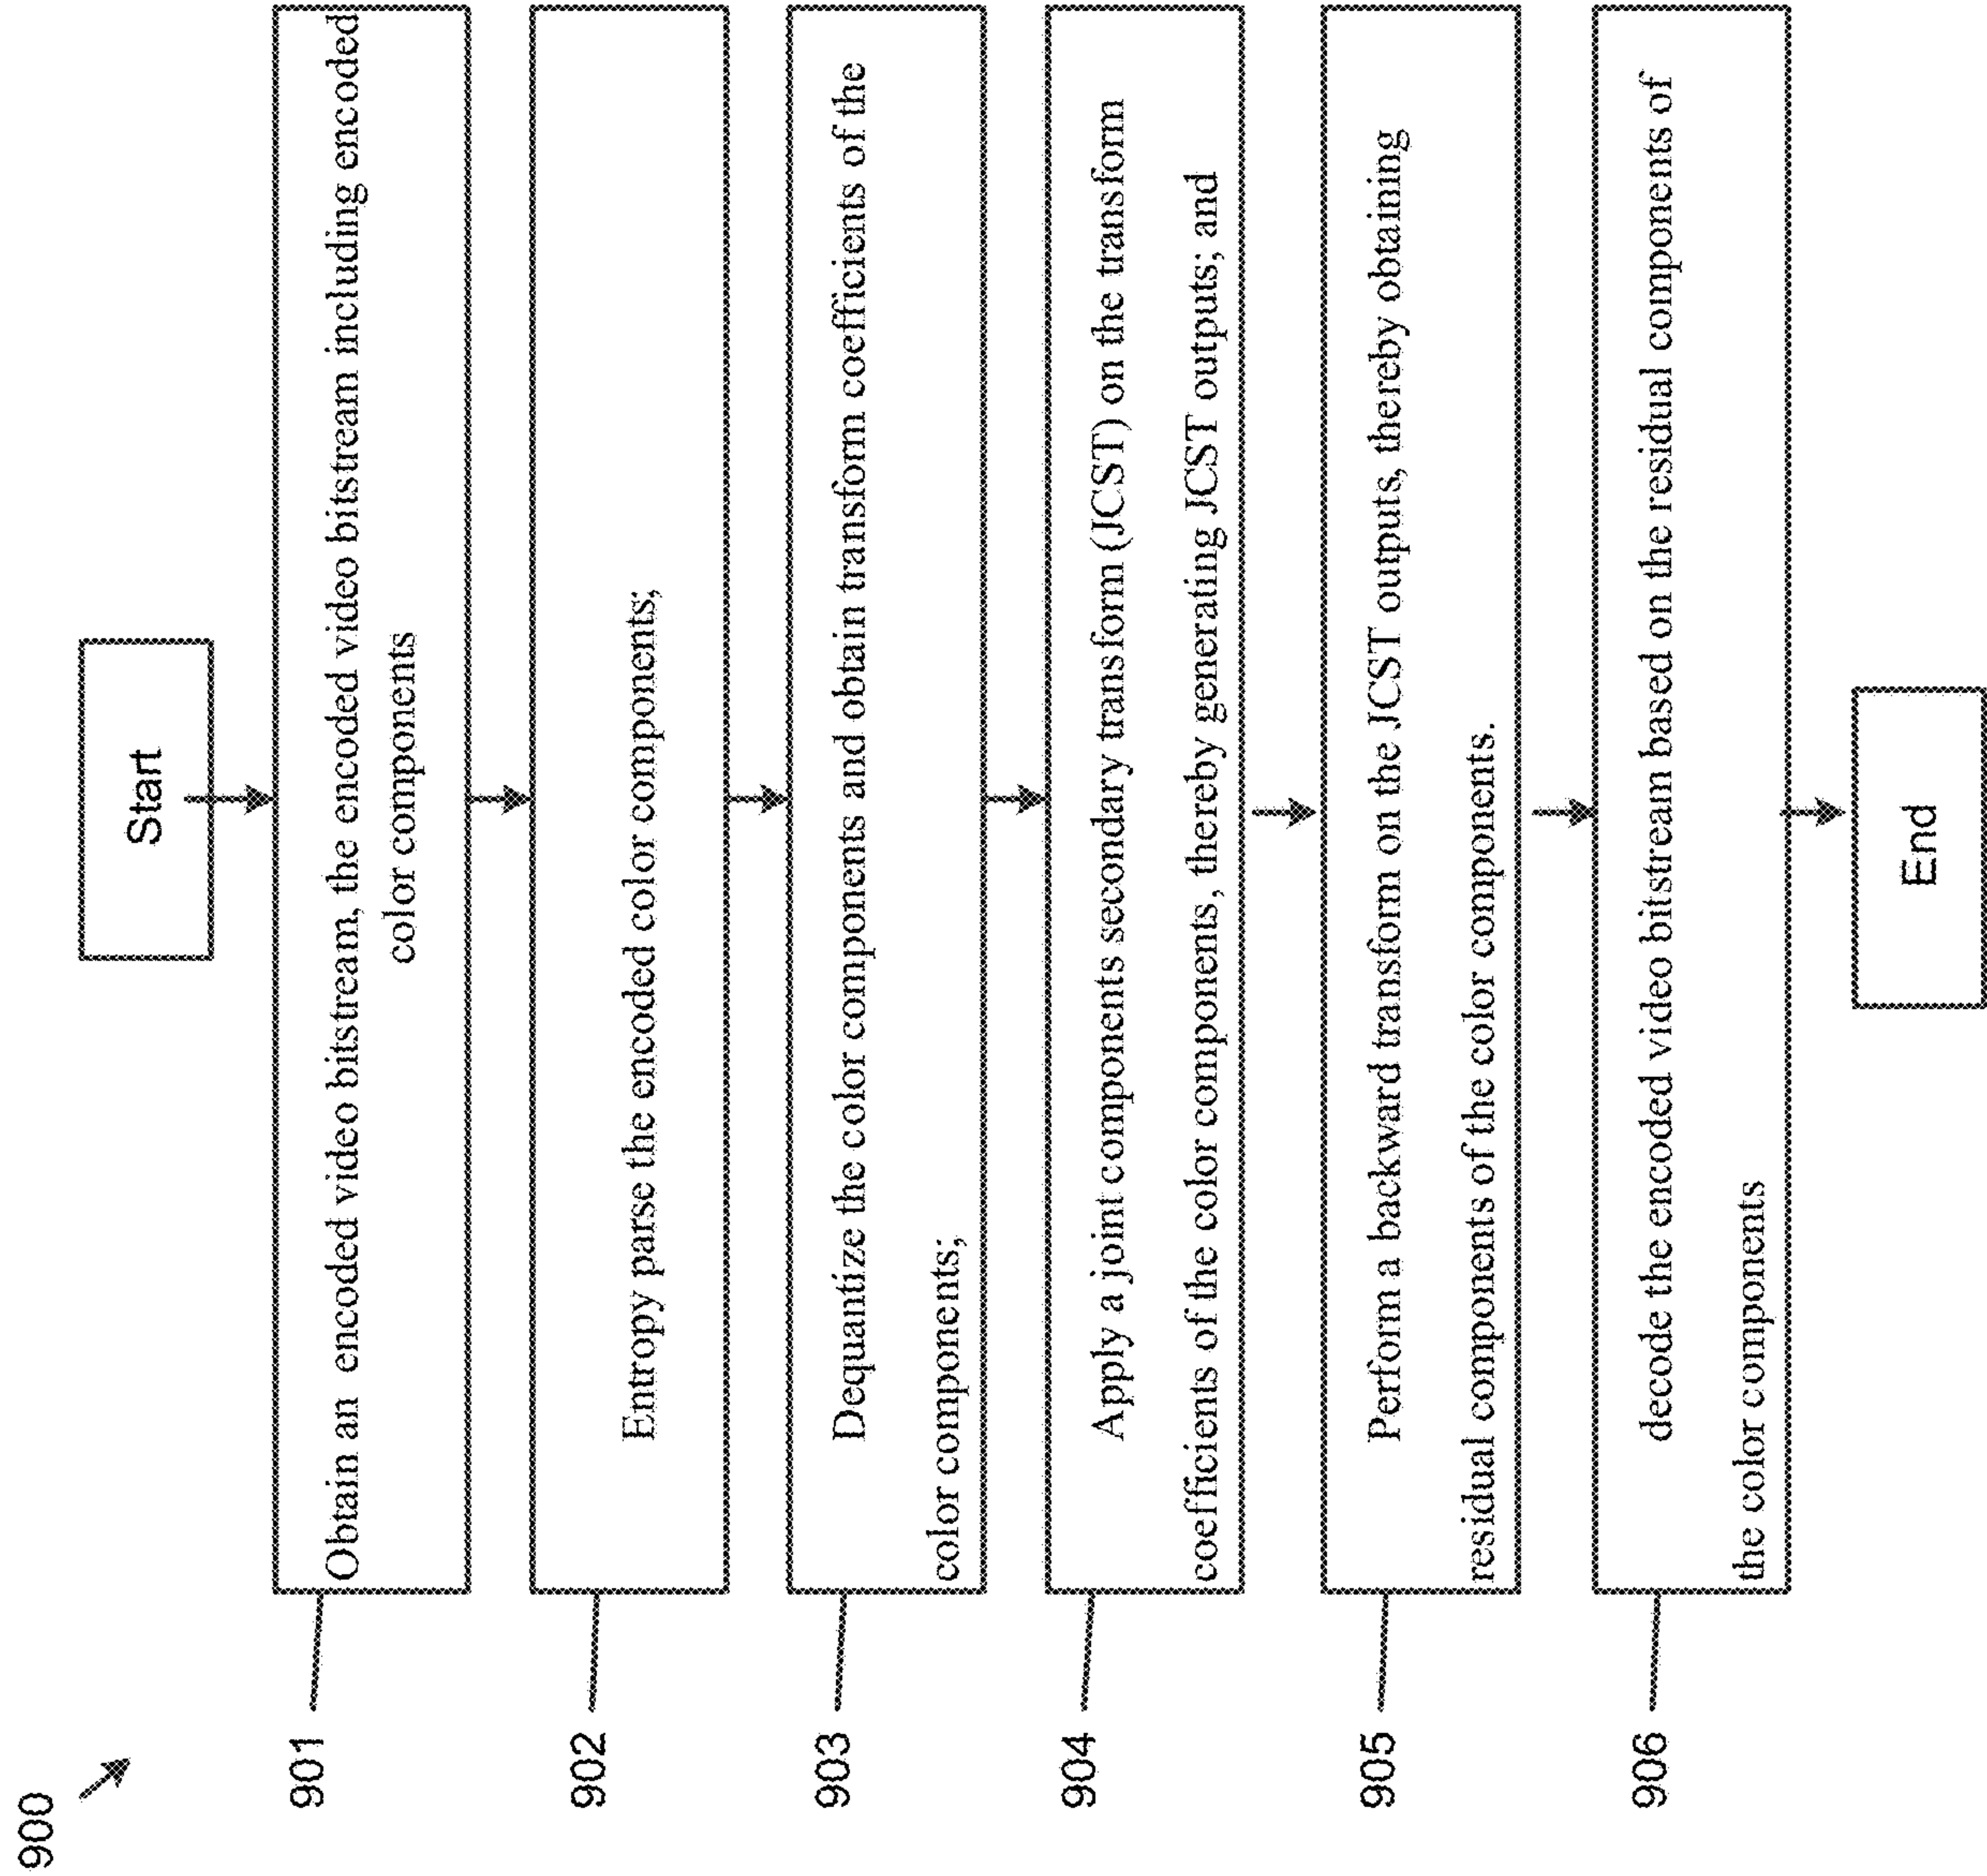 900
Start
901
Obtain an encoded video bitstream, the encoded video bitstream including encoded
color components
902
Entropy parse the encoded color components;
903
Dequantize the color components and obtain transform coefficients of the
color components;
904
Apply a joint components secondary transform (JCST) on the transform
coefficients of the color components, thereby generating JCST outputs; and
905
Perform a backward transform on the JCST outputs, thereby obtaining
residual components of the color components.
906
decode the encoded video bitstream based on the residual components of
the color components
End